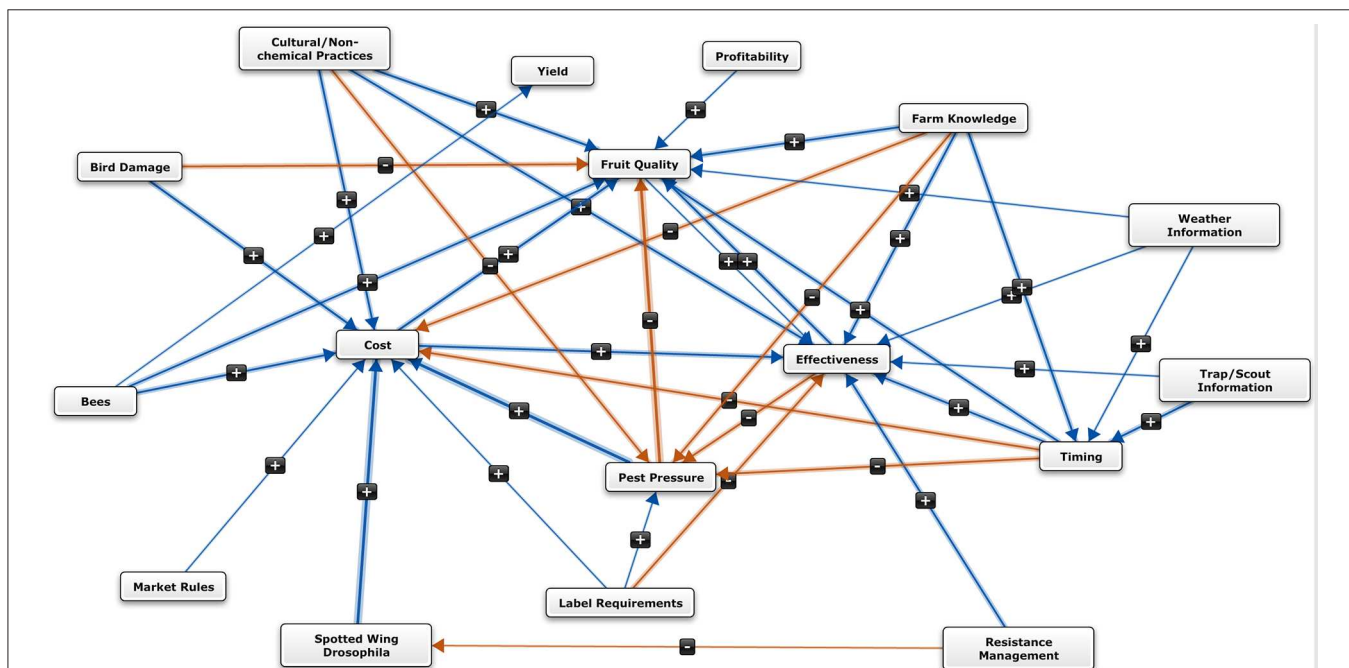 Cultural/Non-
chemical Practices
Yield
Profitability
Farm Knowledge
Bird Damage
Fruit Quality
Weather
Information
Cost
Effectiveness
Trap/Scout
Information
Bees
Timing
Pest Pressure
Market Rules
Label Requirements
Spotted Wing
Drosophila
Resistance
Management
+
+
-
+
+
+
+
+
-
+
+
-
+
+
+
+
-
+
-
+
+
+
-
+
+
+
+
-
-
+
+
+
-
+
+
-
+
+
-